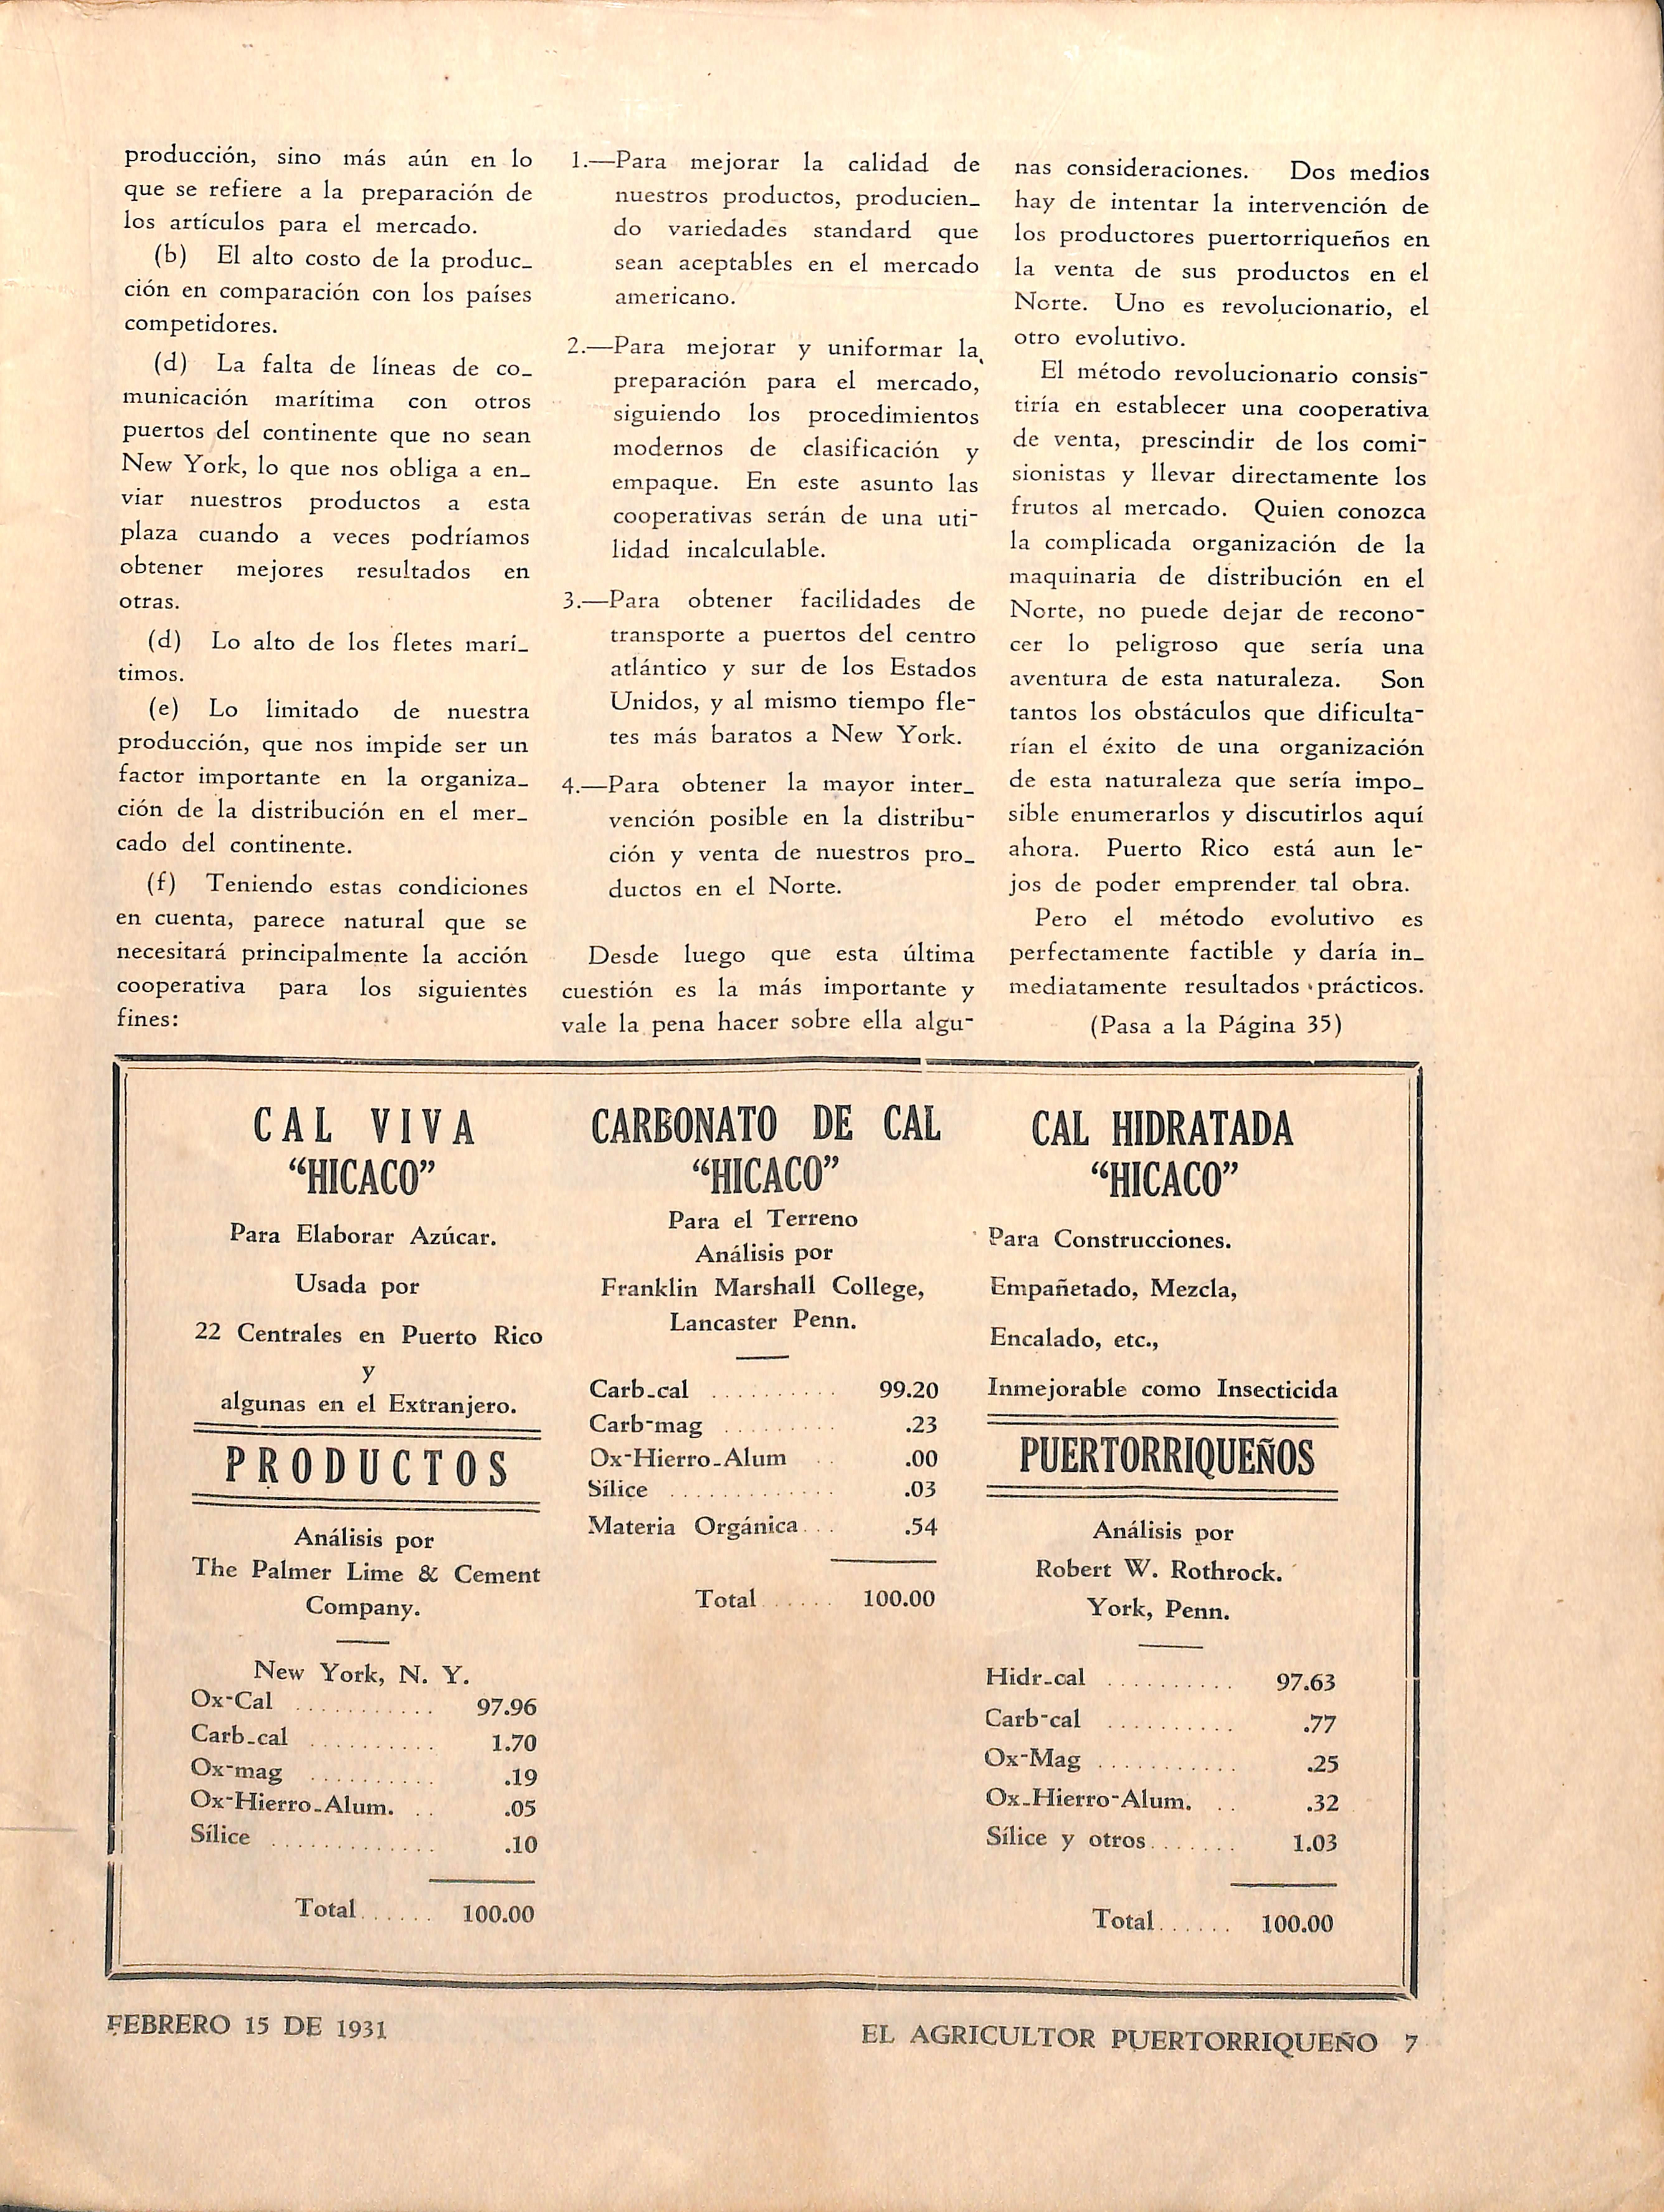 producción, sino más aún en lo
que se refiere a la preparación de
los artículos para el mercado.
(b) El alto costo de la produc-
ción en comparación con los países
competidores.
(d) La falta de líneas de co-
municación marítima con otros
puertos del continente que no sean
New York, lo que nos obliga a en-
viar nuestros productos a esta
plaza cuando a veces podríamos
obtener mejores resultados en
otras.
(d) Lo alto de los fletes marí-
timos.
(e) Lo limitado de nuestra
producción, que nos impide ser un
factor importante en la organiza-
ción de la distribución en el mer-
cado del continente.
(f) Teniendo estas condiciones
en cuenta, parece natural que se
necesitará principalmente la acción
cooperativa para los siguientes
fines:
1.—Para mejorar la calidad de
nuestros productos, producien-
do variedades standard que
sean aceptables en el mercado
americano.
2.—Para mejorar y uniformar la
preparación para el mercado,
siguiendo los procedimientos
modernos de clasificación y
empaque. En este asunto las
cooperativas serán de una uti-
lidad incalculable.
3.—Para obtener facilidades de
transporte a puertos del centro
atlántico y sur de los Estados
Unidos, y al mismo tiempo fle-
tes más baratos a New York.
4.—Para obtener la mayor inter-
vención posible en la distribu-
ción y venta de nuestros pro-
ductos en el Norte.
Desde luego que esta última
cuestión es la más importante y
vale la pena hacer sobre ella algu-
nas consideraciones. Dos medios
hay de intentar la intervención de
los productores puertorriqueños en
la venta de sus productos en el
Norte. Uno es revolucionario, el
otro evolutivo.
El método revolucionario consis-
tiría en establecer una cooperativa
de venta, prescindir de los comi-
sionistas y llevar directamente los
frutos al mercado. Quien conozca
la complicada organización de la
maquinaria de distribución en el
Norte, no puede dejar de recono-
cer lo peligroso que sería una
aventura de esta naturaleza. Son
tantos los obstáculos que dificulta-
rían el éxito de una organización
de esta naturaleza que sería impo-
sible enumerarlos y discutirlos aquí
ahora. Puerto Rico está aun le-
jos de poder emprender tal obra.
Pero el método evolutivo es
perfectamente factible y daría in-
mediatamente resultados prácticos.
(Pasa a la Página 35)
CAL VIVA
“HICACO”
Para Elaborar Azúcar.
Usada por
22 Centrales en Puerto Rico
y
algunas en el Extranjero.
PRODUCTOS
Análisis por
The Palmer Lime & Cement
Company.
New York, N. Y.
Ox-Cal ........... 97.96
Carb-cal .......... 1.70
Ox-mag .......... .19
Ox-Hierro-Alum. .. .05
Sílice ............. .10
Total...... 100.00
CARBONATO DE CAL
“HICACO”
Para el Terreno
Análisis por
Franklin Marshall College,
Lancaster Penn.
Carb-cal .......... 99.20
Carb-mag ......... .23
Ox-Hierro-Alum .. .00
Sílice ............. .03
Materia Orgánica... .54
Total...... 100.00
CAL HIDRATADA
“HICACO”
Para Construcciones.
Empañetado, Mezcla,
Encalado, etc.,
Inmejorable como Insecticida
PUERTORRIQUEÑOS
Análisis por
Robert W. Rothrock.
York, Penn.
Hidr-cal .......... 97.63
Carb-cal .......... .77
Ox-Mag ........... .25
Ox-Hierro-Alum. .. .32
Sílice y otros....... 1.03
Total...... 100.00
FEBRERO 15 DE 1931
EL AGRICULTOR PUERTORRIQUEÑO 7